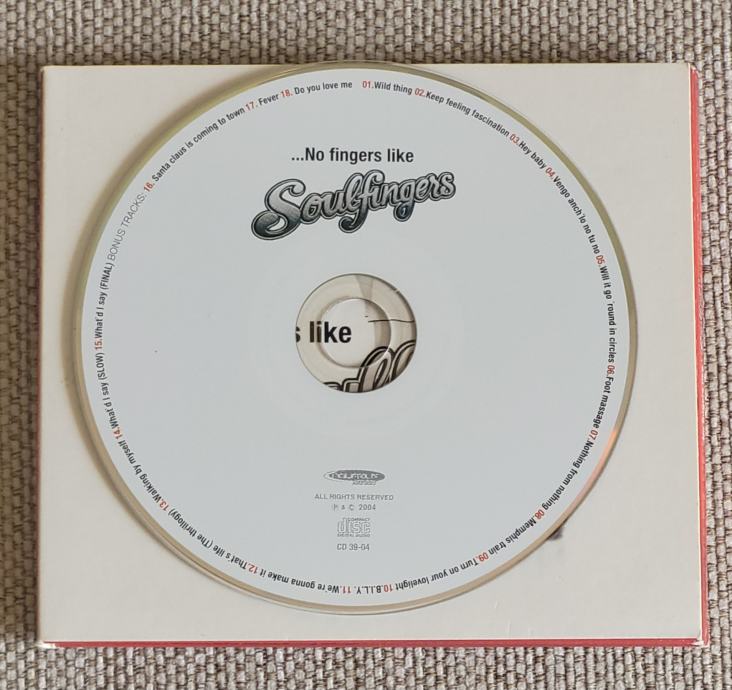 01.Wild thing 02.Keep feeling fascination 03.Hey baby 04.Vengo anch'io no tu no 05.Will it go 'round in circles 06.Foot massage 07.Nothing from nothing 08.Memphis train 09.Turn on your lovelight 10.B.I.L.L.Y. 11.We're gonna make it 12.That's life (The thrillogy) 13.Walking by myself 14.What'd I say (SLOW) 15.What'd I say (FINAL) BONUS TRACKS: 16.Santa claus is coming to town 17. Fever 18. Do you love me
...No fingers like
Soulfingers
s like
ALL RIGHTS RESERVED
℗ & © 2004
COMPACT
disc
DIGITAL AUDIO
CD 39-04